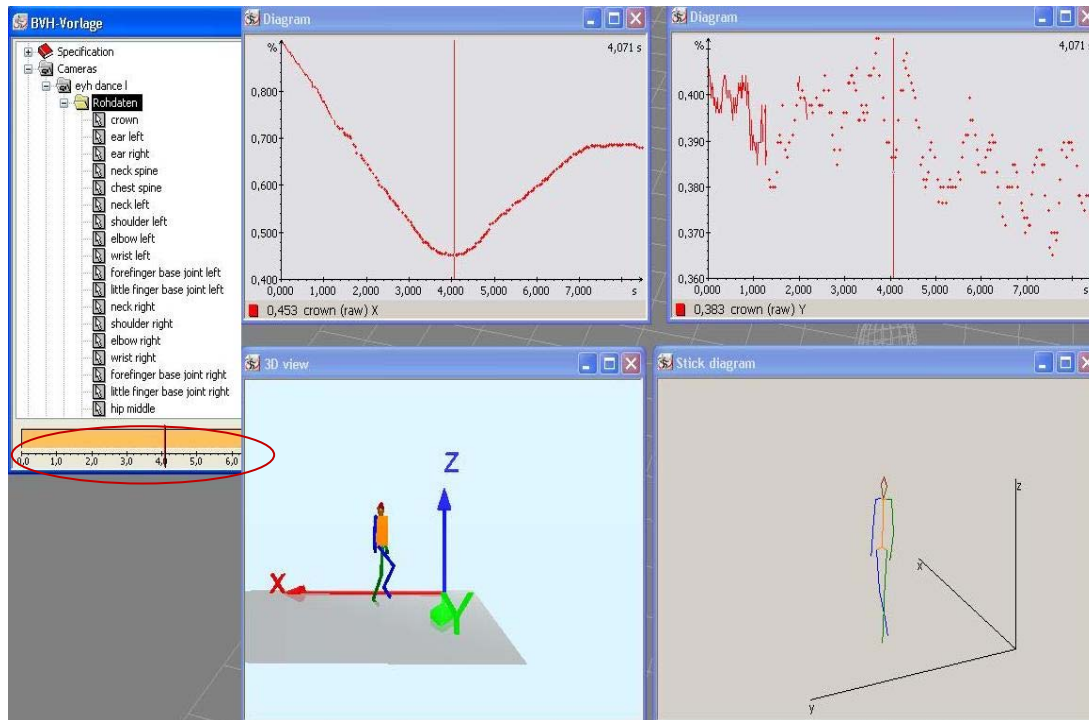 BVH-Vorlage
Specification
Cameras
eyh dance l
Rohdaten
crown
ear left
ear right
neck spine
chest spine
neck left
shoulder left
elbow left
wrist left
forefinger base joint left
little finger base joint left
neck right
shoulder right
elbow right
wrist right
forefinger base joint right
little finger base joint right
hip middle
0,0 1,0 2,0 3,0 4,0 5,0 6,0
Diagram
% 4,071 s
0,800
0,700
0,600
0,500
0,400
0,000 1,000 2,000 3,000 4,000 5,000 6,000 7,000 s
0,453 crown (raw) X
Diagram
% 4,071 s
0,400
0,390
0,380
0,370
0,360
0,000 1,000 2,000 3,000 4,000 5,000 6,000 7,000 s
0,383 crown (raw) Y
3D view
Z
X
Y
Stick diagram
z
x
y